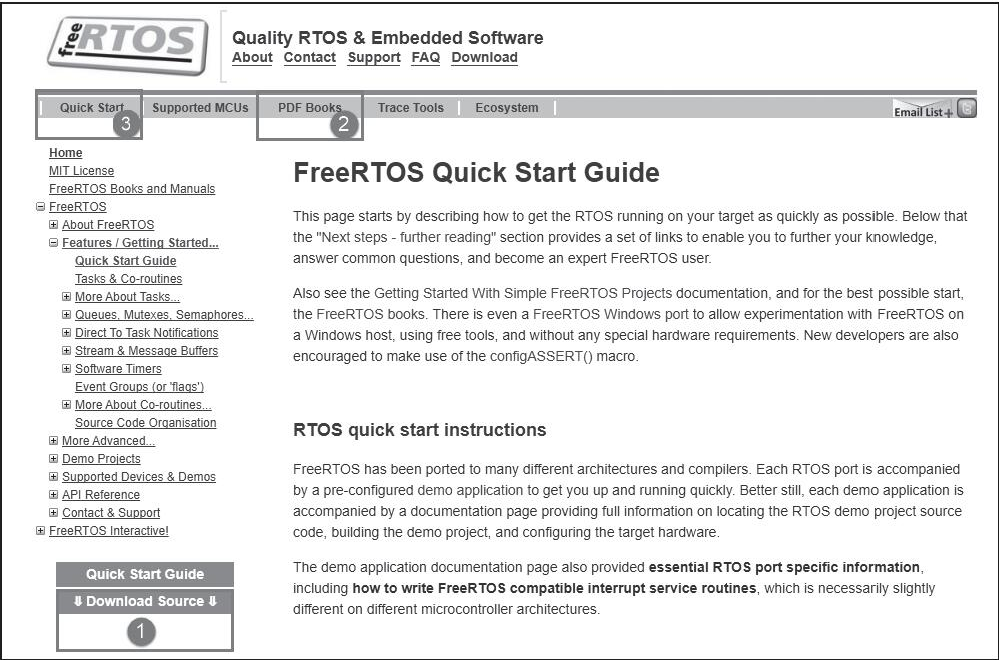 free RTOS
Quality RTOS & Embedded Software
About Contact Support FAQ Download
Quick Start Supported MCUs PDF Books Trace Tools Ecosystem Email List+
3 2
Home
MIT License
FreeRTOS Books and Manuals
FreeRTOS
About FreeRTOS
Features / Getting Started...
Quick Start Guide
Tasks & Co-routines
More About Tasks...
Queues, Mutexes, Semaphores...
Direct To Task Notifications
Stream & Message Buffers
Software Timers
Event Groups (or 'flags')
More About Co-routines...
Source Code Organisation
More Advanced...
Demo Projects
Supported Devices & Demos
API Reference
Contact & Support
FreeRTOS Interactive!
Quick Start Guide
⇓ Download Source ⇓
1
FreeRTOS Quick Start Guide
This page starts by describing how to get the RTOS running on your target as quickly as possible. Below that
the "Next steps - further reading" section provides a set of links to enable you to further your knowledge,
answer common questions, and become an expert FreeRTOS user.
Also see the Getting Started With Simple FreeRTOS Projects documentation, and for the best possible start,
the FreeRTOS books. There is even a FreeRTOS Windows port to allow experimentation with FreeRTOS on
a Windows host, using free tools, and without any special hardware requirements. New developers are also
encouraged to make use of the configASSERT() macro.
RTOS quick start instructions
FreeRTOS has been ported to many different architectures and compilers. Each RTOS port is accompanied
by a pre-configured demo application to get you up and running quickly. Better still, each demo application is
accompanied by a documentation page providing full information on locating the RTOS demo project source
code, building the demo project, and configuring the target hardware.
The demo application documentation page also provided essential RTOS port specific information,
including how to write FreeRTOS compatible interrupt service routines, which is necessarily slightly
different on different microcontroller architectures.